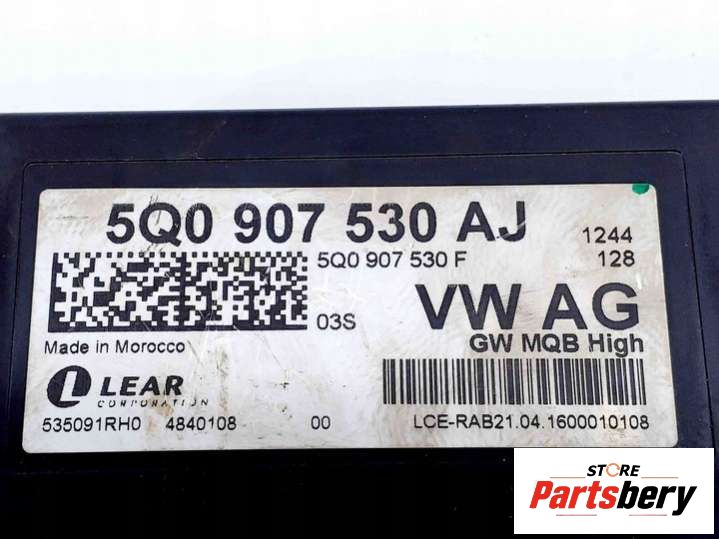 5Q0 907 530 AJ
1244
5Q0 907 530 F
128
03S
VW AG
Made in Morocco
GW MQB High
LEAR
CORPORATION
535091RH0 4840108 00
LCE-RAB21.04.1600010108
STORE
Partsbery